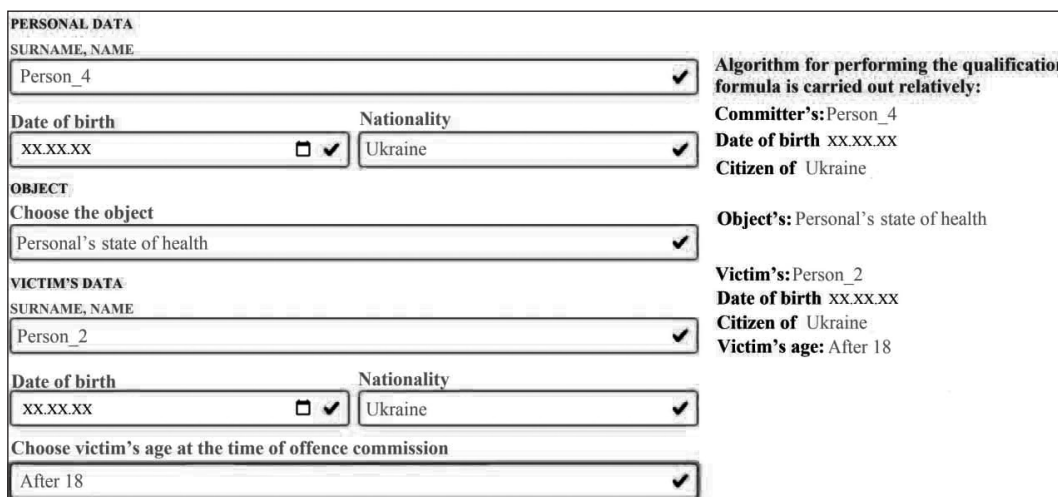 PERSONAL DATA
SURNAME, NAME
Person_4
Date of birth
Nationality
XX.XX.XX
Ukraine
OBJECT
Choose the object
Personal's state of health
VICTIM'S DATA
SURNAME, NAME
Person_2
Date of birth
Nationality
XX.XX.XX
Ukraine
Choose victim's age at the time of offence commission
After 18
Algorithm for performing the qualification
formula is carried out relatively:
Committer's: Person_4
Date of birth XX.XX.XX
Citizen of Ukraine
Object's: Personal's state of health
Victim's: Person_2
Date of birth XX.XX.XX
Citizen of Ukraine
Victim's age: After 18